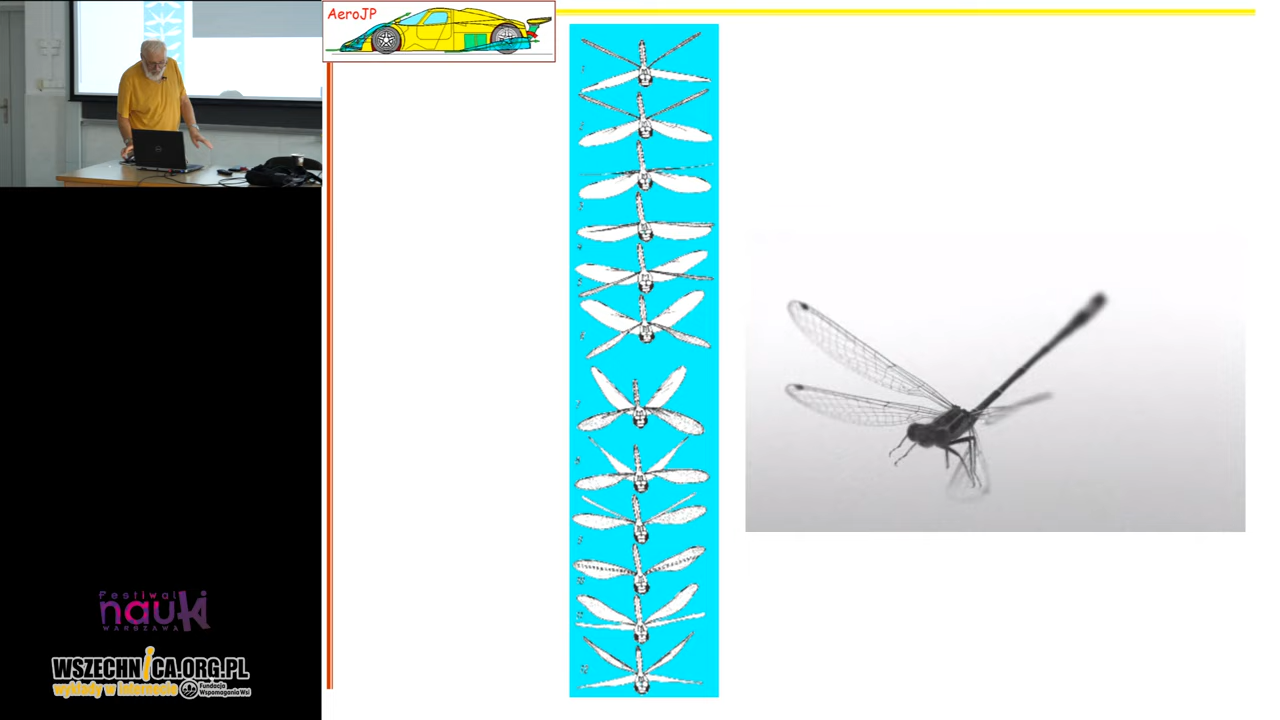 AeroJP
Festiwal
nauki
WARSZAWA
WSZECHNICA.ORG.PL
wykłady w internecie
Fundacja
Wspomagania Wsi